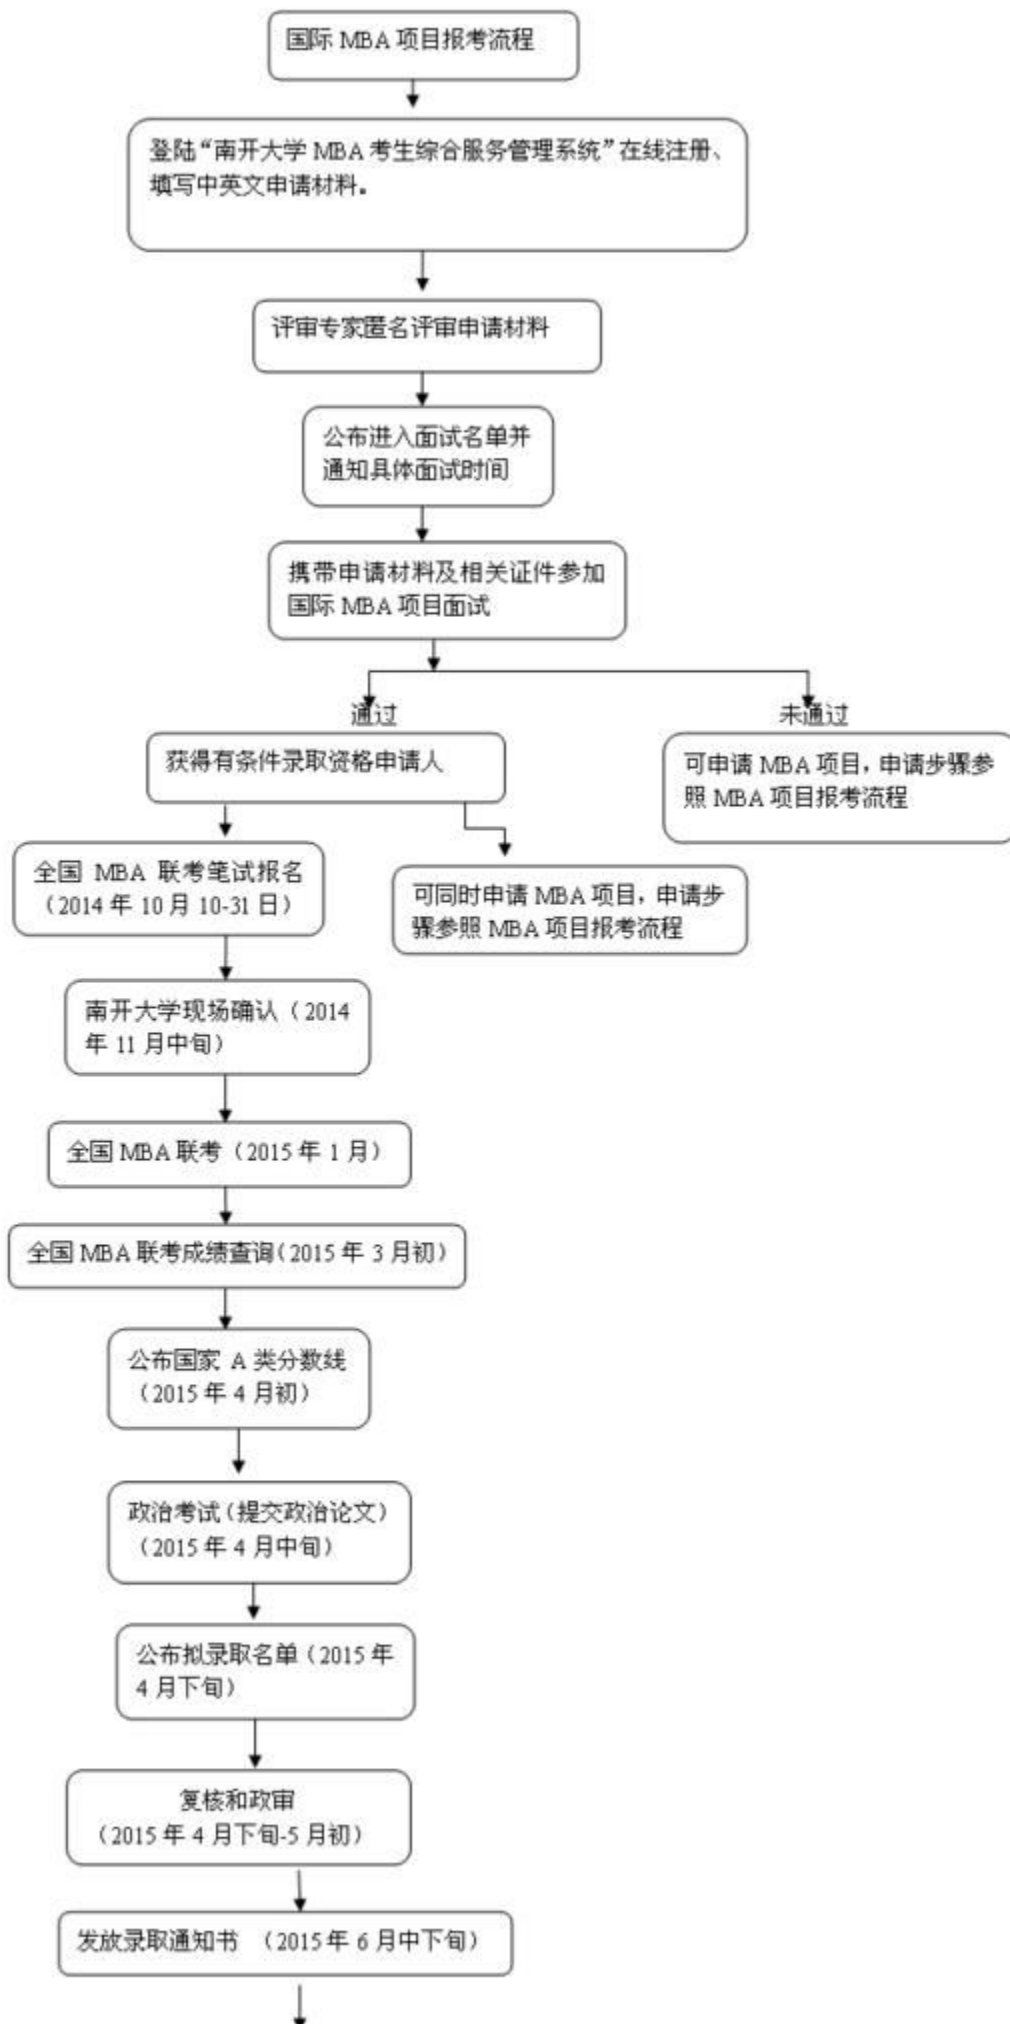 国际 MBA 项目报考流程
登陆“南开大学 MBA 考生综合服务管理系统”在线注册、
填写中英文申请材料。
评审专家匿名评审申请材料
公布进入面试名单并
通知具体面试时间
携带申请材料及相关证件参加
国际 MBA 项目面试
通过
未通过
获得有条件录取资格申请人
可申请 MBA 项目，申请步骤参
照 MBA 项目报考流程
全国 MBA 联考笔试报名
（2014 年 10 月 10-31 日）
可同时申请 MBA 项目，申请步
骤参照 MBA 项目报考流程
南开大学现场确认（2014
年 11 月中旬）
全国 MBA 联考（2015 年 1 月）
全国 MBA 联考成绩查询（2015 年 3 月初）
公布国家 A 类分数线
（2015 年 4 月初）
政治考试（提交政治论文）
（2015 年 4 月中旬）
公布拟录取名单（2015 年
4 月下旬）
复核和政审
（2015 年 4 月下旬-5 月初）
发放录取通知书 （2015 年 6 月中下旬）